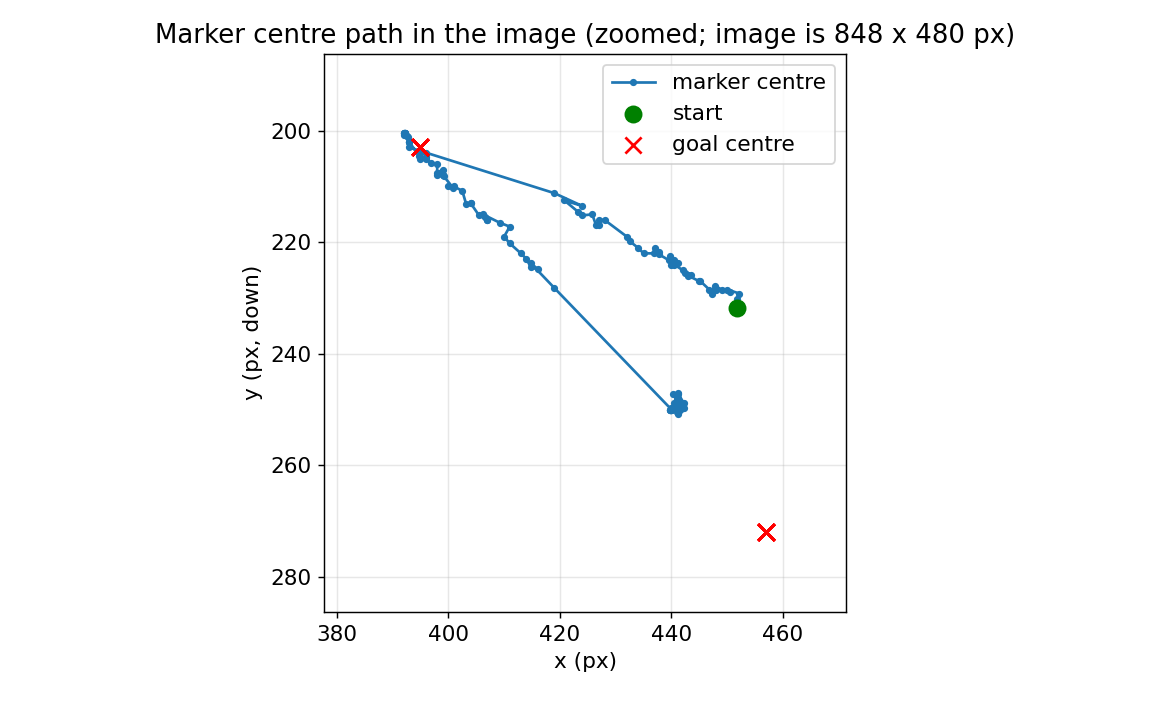 Marker centre path in the image (zoomed; image is 848 x 480 px)
marker centre
start
goal centre
200
220
240
260
280
y (px, down)
380
400
420
440
460
x (px)